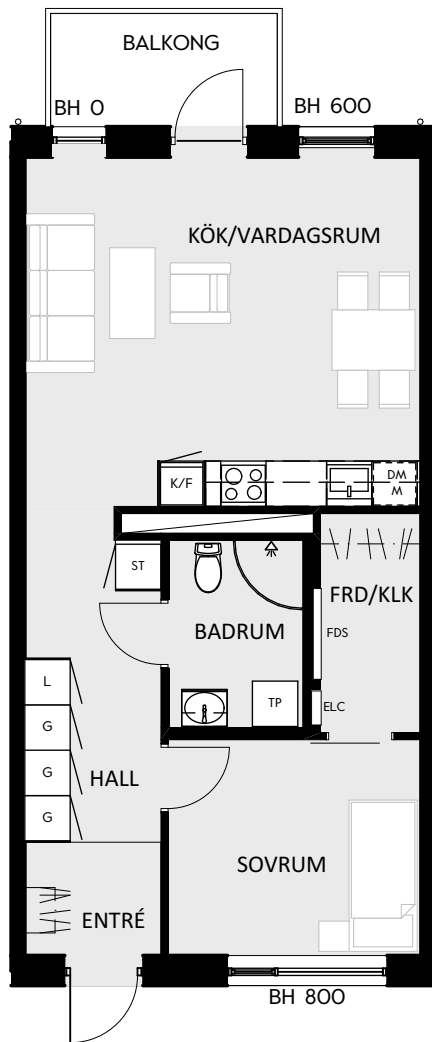 BALKONG
BH 0
BH 600
KÖK/VARDAGSRUM
K/F
DM
M
ST
FRD/KLK
BADRUM
FDS
L
TP
ELC
G
G
HALL
G
SOVRUM
ENTRÉ
BH 800